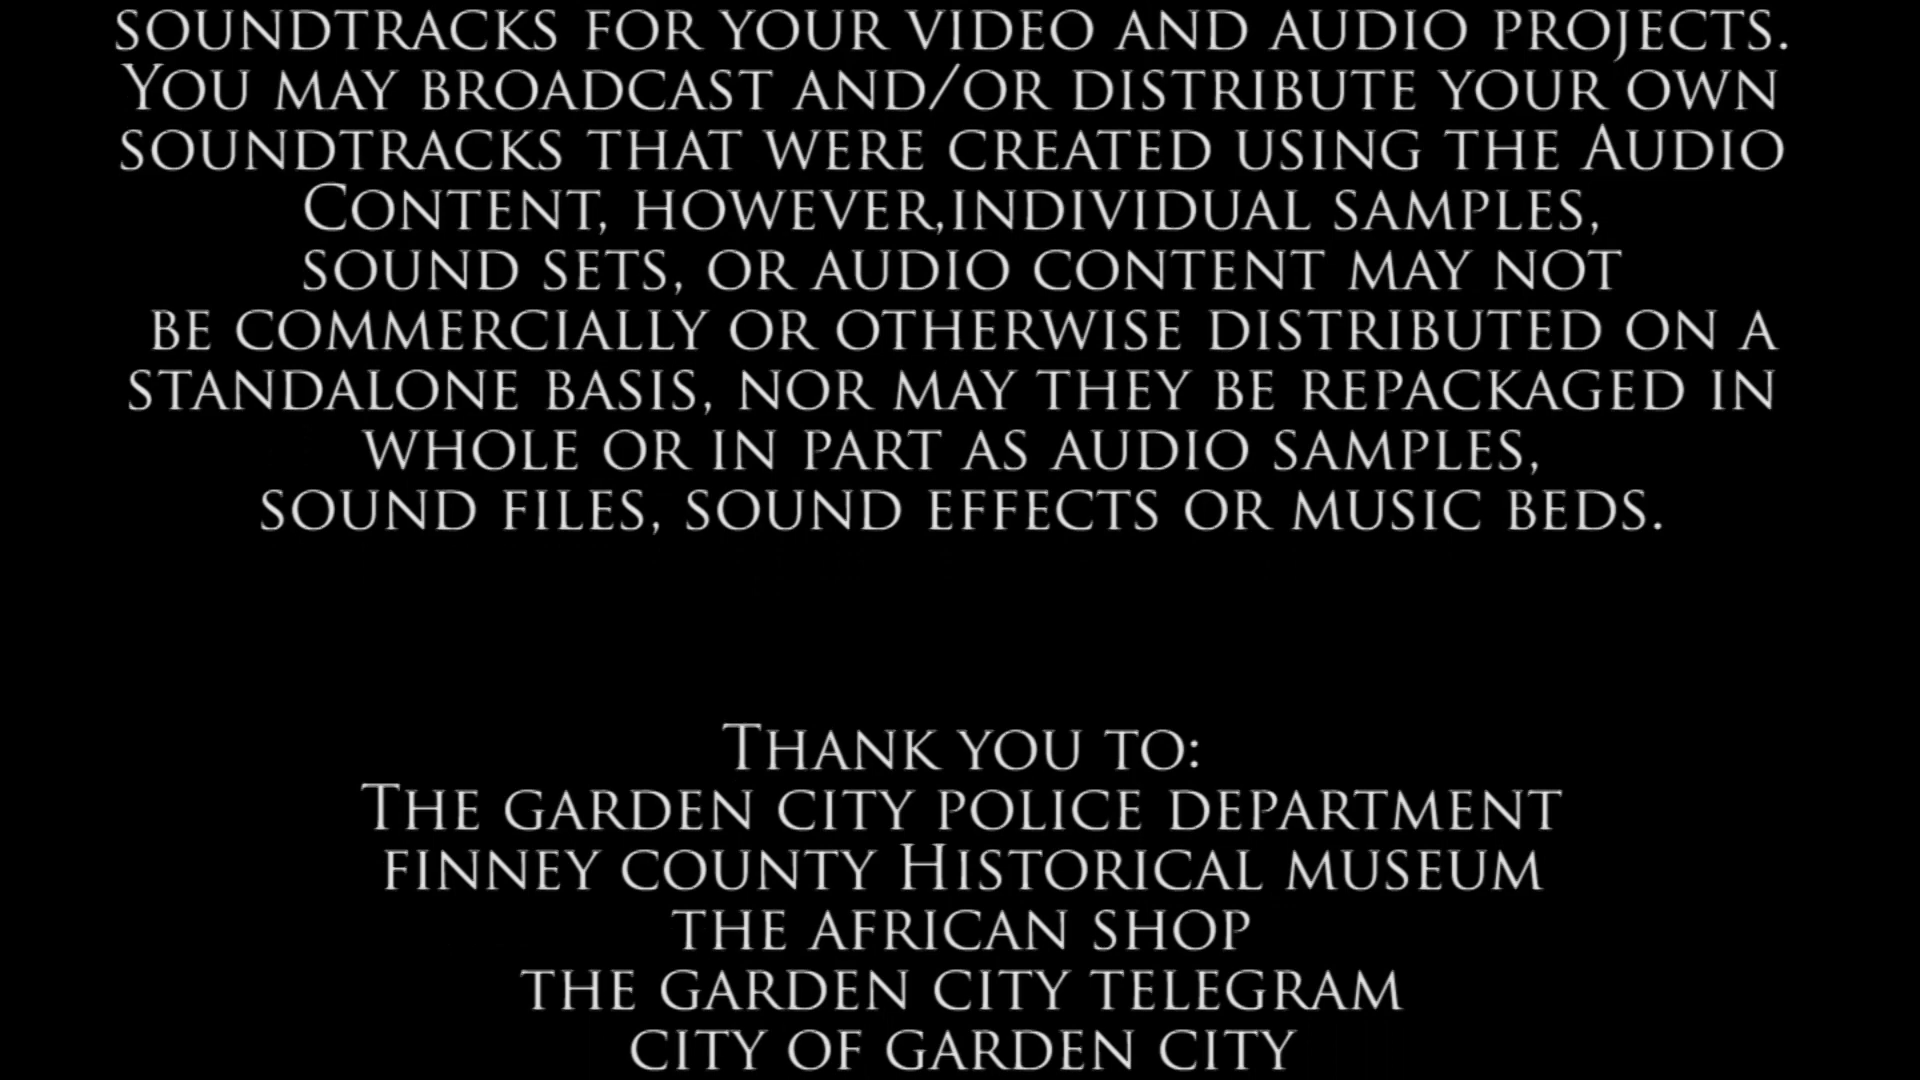 SOUNDTRACKS FOR YOUR VIDEO AND AUDIO PROJECTS.
YOU MAY BROADCAST AND/OR DISTRIBUTE YOUR OWN
SOUNDTRACKS THAT WERE CREATED USING THE AUDIO
CONTENT, HOWEVER,INDIVIDUAL SAMPLES,
SOUND SETS, OR AUDIO CONTENT MAY NOT
BE COMMERCIALLY OR OTHERWISE DISTRIBUTED ON A
STANDALONE BASIS, NOR MAY THEY BE REPACKAGED IN
WHOLE OR IN PART AS AUDIO SAMPLES,
SOUND FILES, SOUND EFFECTS OR MUSIC BEDS.
THANK YOU TO:
THE GARDEN CITY POLICE DEPARTMENT
FINNEY COUNTY HISTORICAL MUSEUM
THE AFRICAN SHOP
THE GARDEN CITY TELEGRAM
CITY OF GARDEN CITY